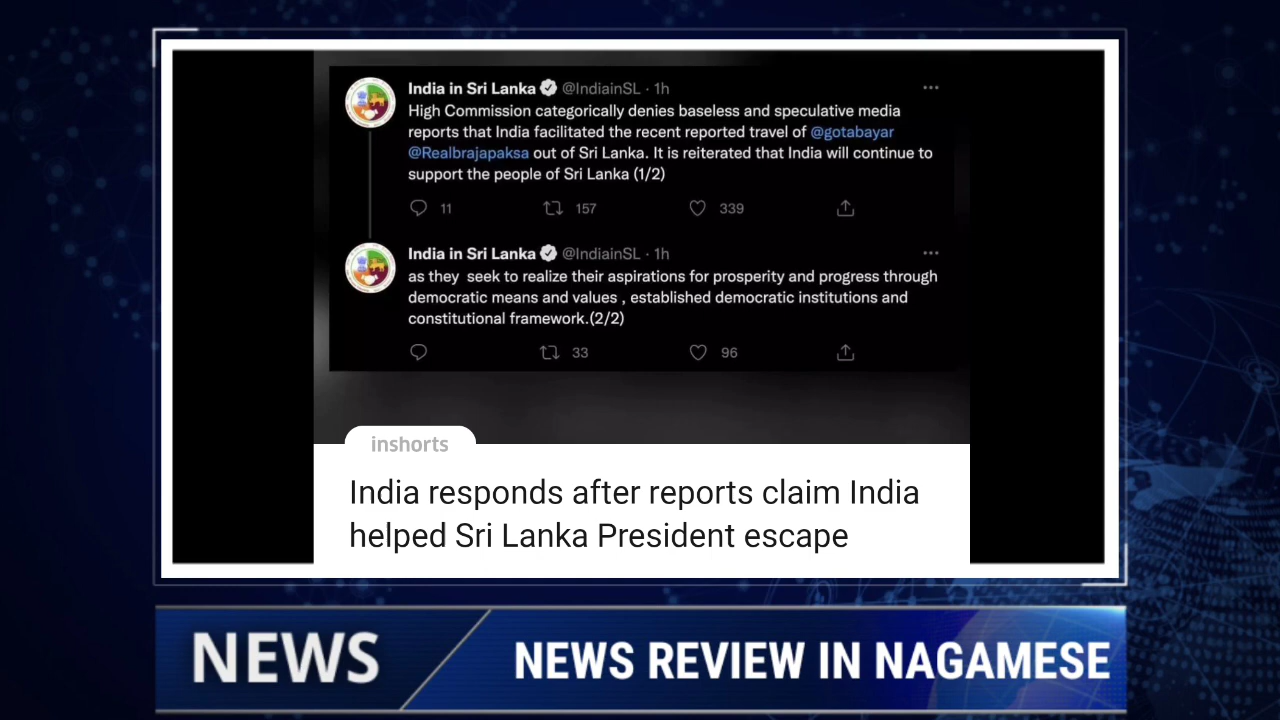 India in Sri Lanka @IndiainSL · 1h
High Commission categorically denies baseless and speculative media
reports that India facilitated the recent reported travel of @gotabayar
@Realbrajapaksa out of Sri Lanka. It is reiterated that India will continue to
support the people of Sri Lanka (1/2)
11 157 339
India in Sri Lanka @IndiainSL · 1h
as they seek to realize their aspirations for prosperity and progress through
democratic means and values , established democratic institutions and
constitutional framework.(2/2)
33 96
inshorts
India responds after reports claim India
helped Sri Lanka President escape
NEWS NEWS REVIEW IN NAGAMESE